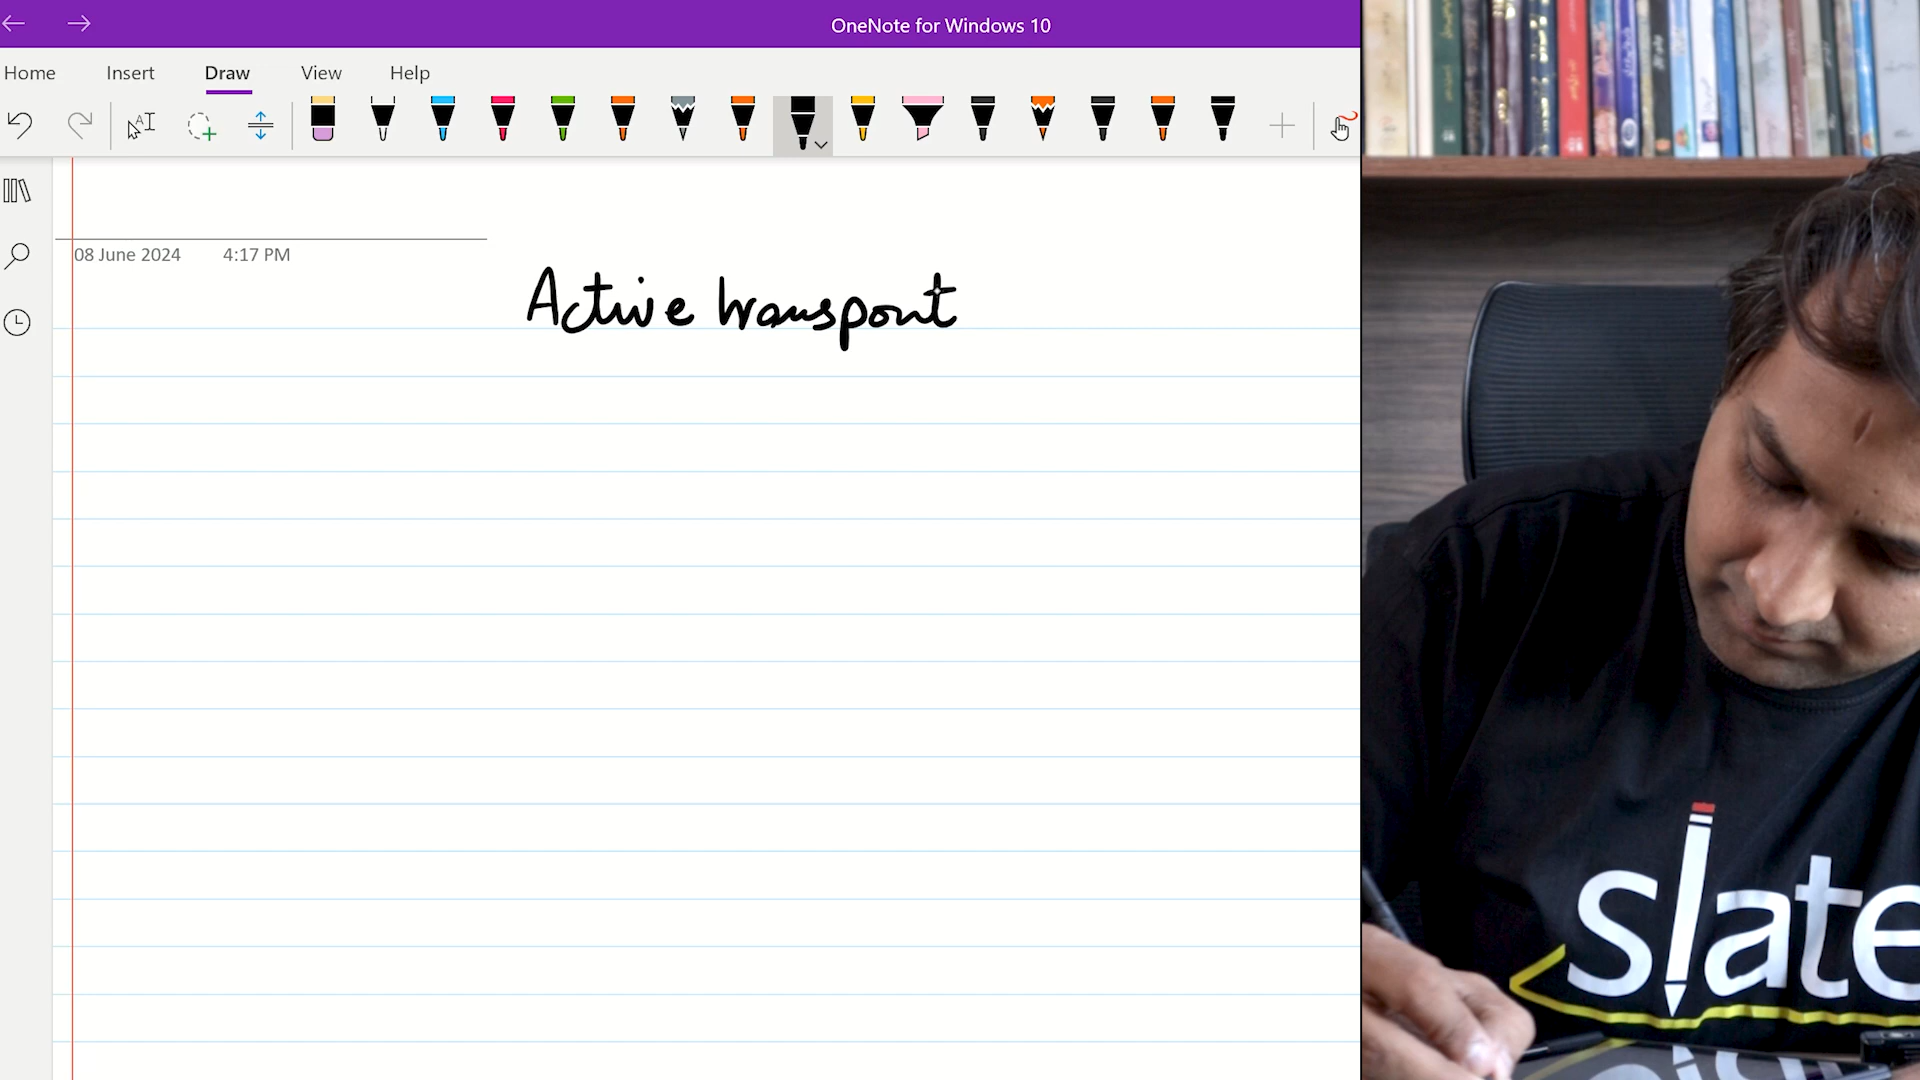 OneNote for Windows 10
Home Insert Draw View Help
08 June 2024 4:17 PM
Active transport
slate